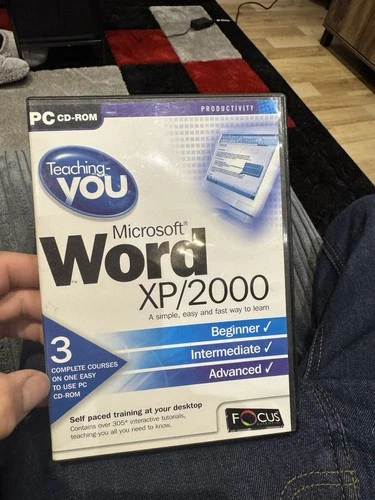 PRODUCTIVITY
PC CD-ROM
Teaching-
you
Microsoft®
Word
XP/2000
A simple, easy and fast way to learn
Beginner ✓
Intermediate ✓
Advanced ✓
3
COMPLETE COURSES
ON ONE EASY
TO USE PC
CD-ROM
Self paced training at your desktop
Contains over 305* interactive tutorials,
teaching you all you need to know.
FOCUS